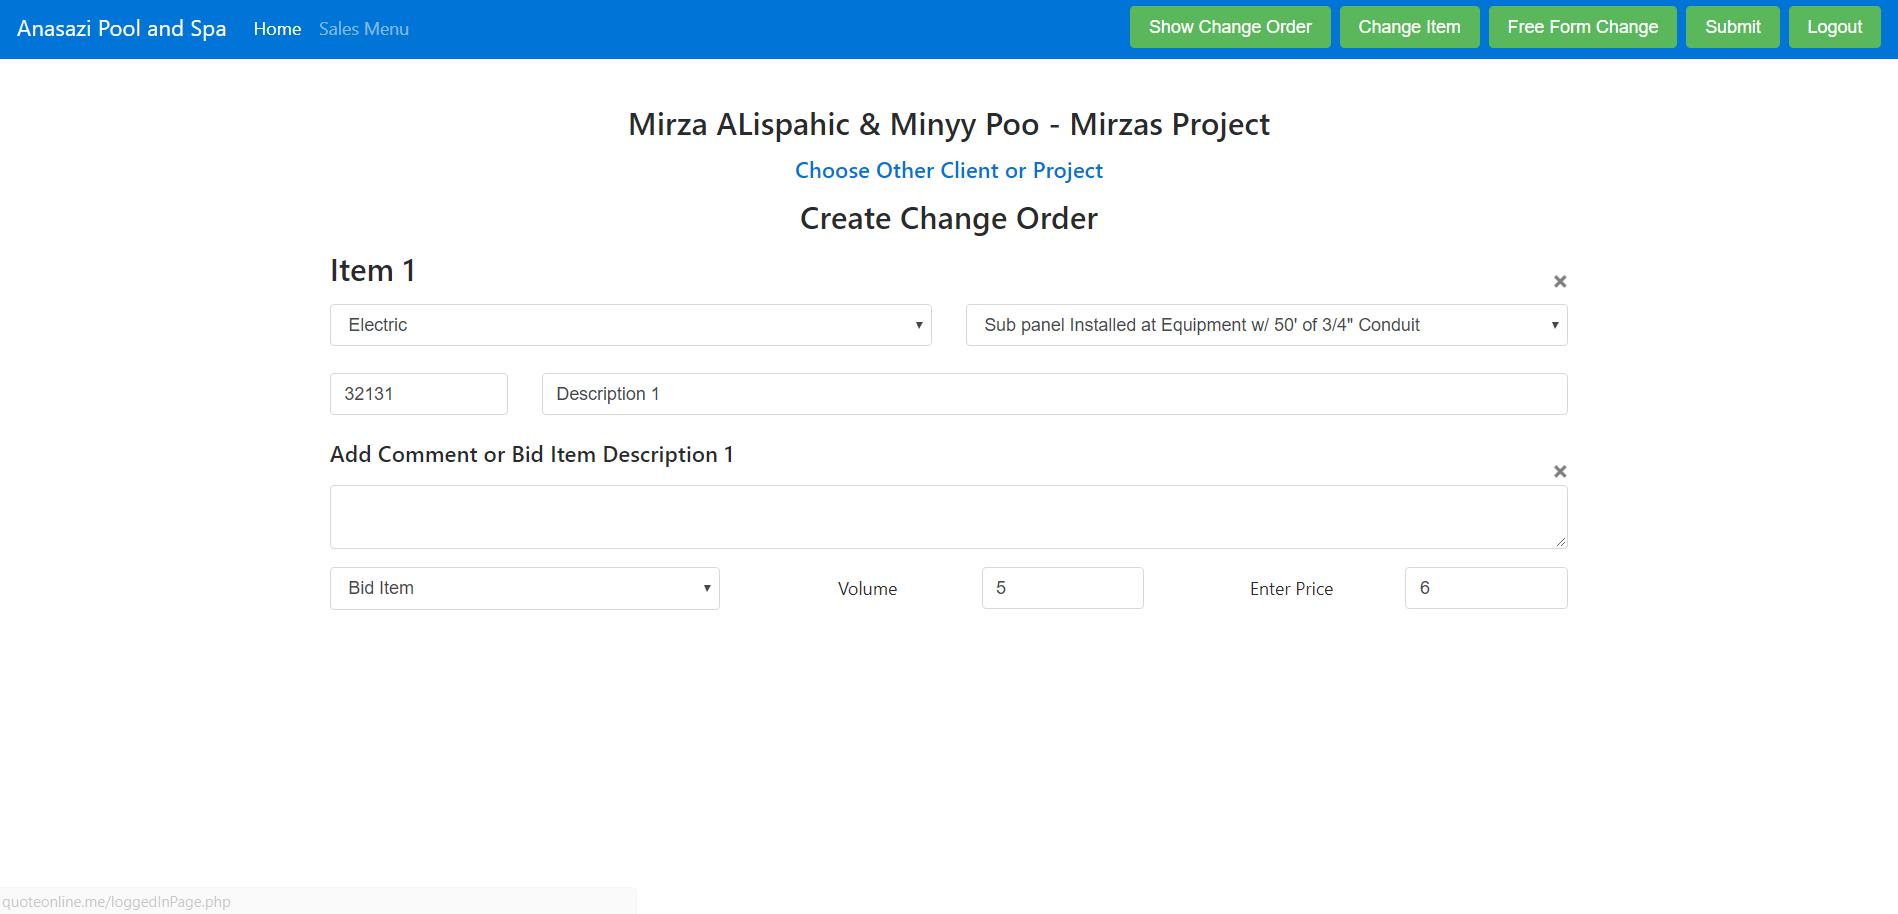 Anasazi Pool and Spa Home Sales Menu Show Change Order Change Item Free Form Change Submit Logout
Mirza ALispahic & Minyy Poo - Mirzas Project
Choose Other Client or Project
Create Change Order
Item 1
Electric Sub panel Installed at Equipment w/ 50' of 3/4" Conduit
32131 Description 1
Add Comment or Bid Item Description 1
Bid Item Volume 5 Enter Price 6
quoteonline.me/loggedInPage.php